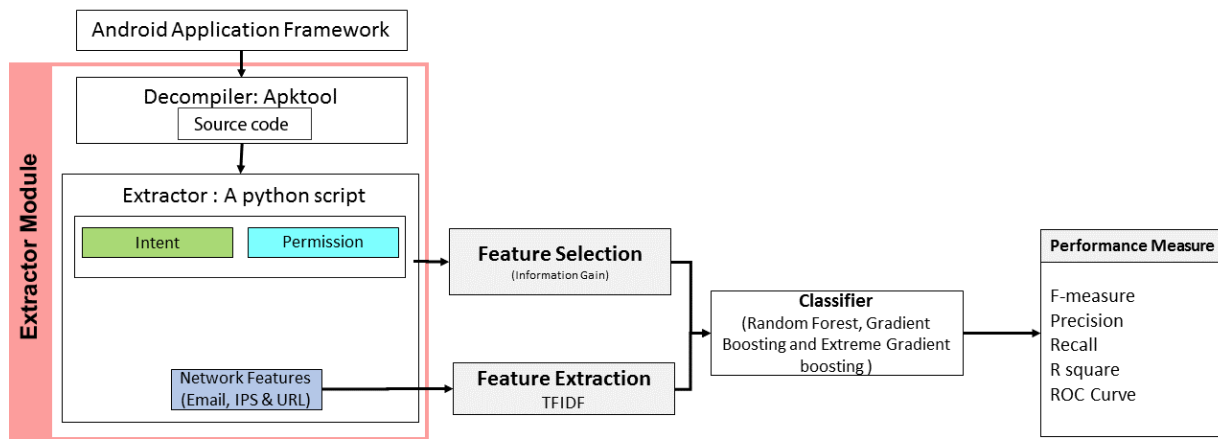 Android Application Framework
Extractor Module
Decompiler: Apktool
Source code
Extractor : A python script
Intent
Permission
Network Features
(Email, IPS & URL)
Feature Selection
(Information Gain)
Feature Extraction
TFIDF
Classifier
(Random Forest, Gradient
Boosting and Extreme Gradient
boosting )
Performance Measure
F-measure
Precision
Recall
R square
ROC Curve